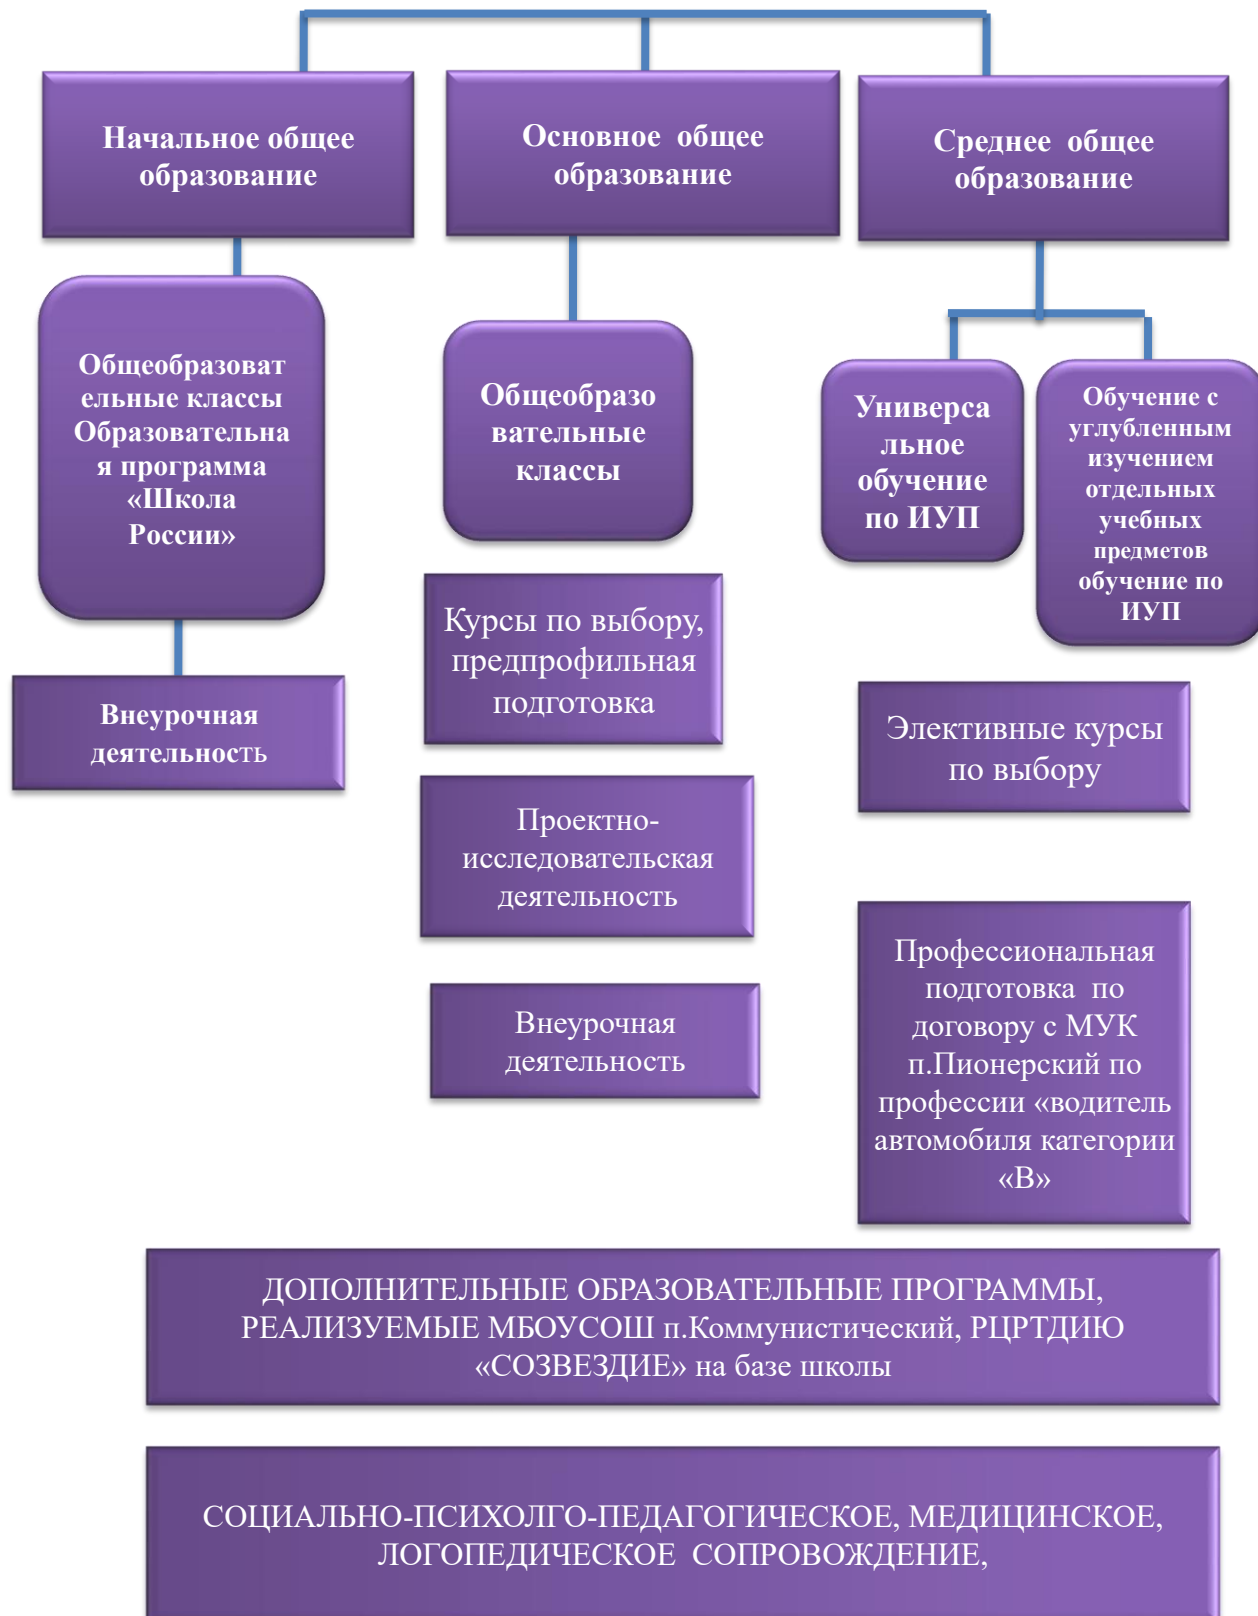 Начальное общее
образование
Основное  общее
образование
Среднее  общее
образование
Общеобразоват
ельные классы
Образовательна
я программа
«Школа
России»
Внеурочная
деятельность
Общеобразо
вательные
классы
Курсы по выбору,
предпрофильная
подготовка
Проектно-
исследовательская
деятельность
Внеурочная
деятельность
Универса
льное
обучение
по ИУП
Обучение с
углубленным
изучением
отдельных
учебных
предметов
обучение по
ИУП
Элективные курсы
по выбору
Профессиональная
подготовка  по
договору с МУК
п.Пионерский по
профессии «водитель
автомобиля категории
«В»
ДОПОЛНИТЕЛЬНЫЕ ОБРАЗОВАТЕЛЬНЫЕ ПРОГРАММЫ,
РЕАЛИЗУЕМЫЕ МБОУСОШ п.Коммунистический, РЦРТДИЮ
«СОЗВЕЗДИЕ» на базе школы
СОЦИАЛЬНО-ПСИХОЛГО-ПЕДАГОГИЧЕСКОЕ, МЕДИЦИНСКОЕ,
ЛОГОПЕДИЧЕСКОЕ  СОПРОВОЖДЕНИЕ,